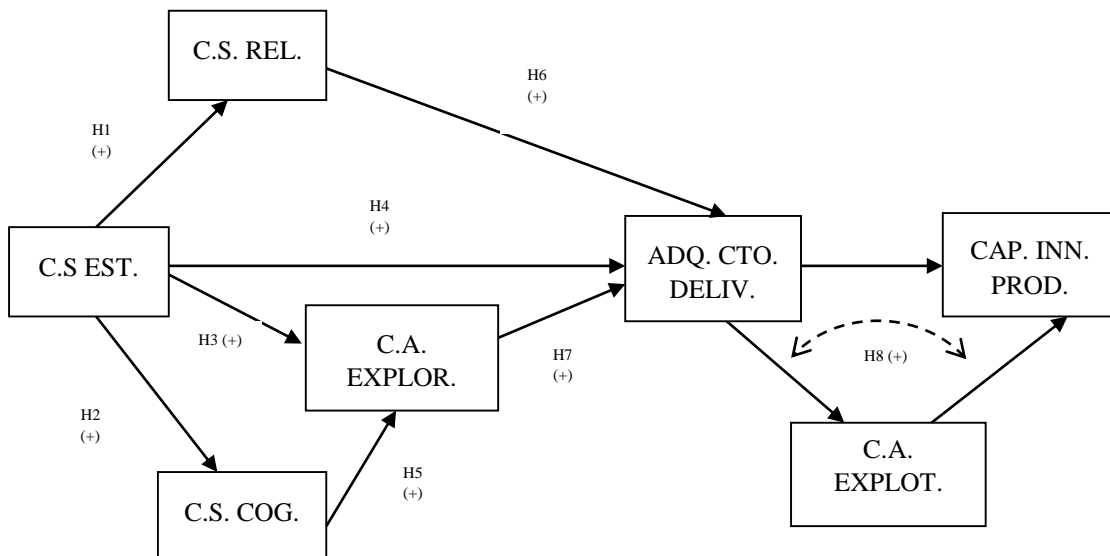 C.S. REL.
H6
(+)
H1
(+)
H4
(+)
C.S EST.
ADQ. CTO.
DELIV.
CAP. INN.
PROD.
H3 (+)
C.A.
EXPLOR.
H7
(+)
H8 (+)
H2
(+)
C.A.
EXPLOT.
H5
(+)
C.S. COG.